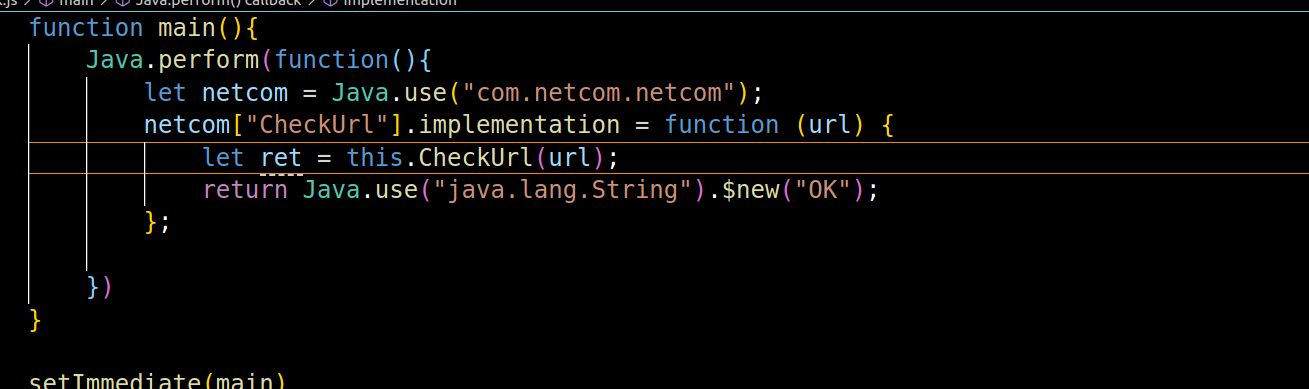 k.js > main > Java.perform() callback > implementation
function main(){
    Java.perform(function(){
        let netcom = Java.use("com.netcom.netcom");
        netcom["CheckUrl"].implementation = function (url) {
            let ret = this.CheckUrl(url);
            return Java.use("java.lang.String").$new("OK");
        };

    })
}

setImmediate(main)